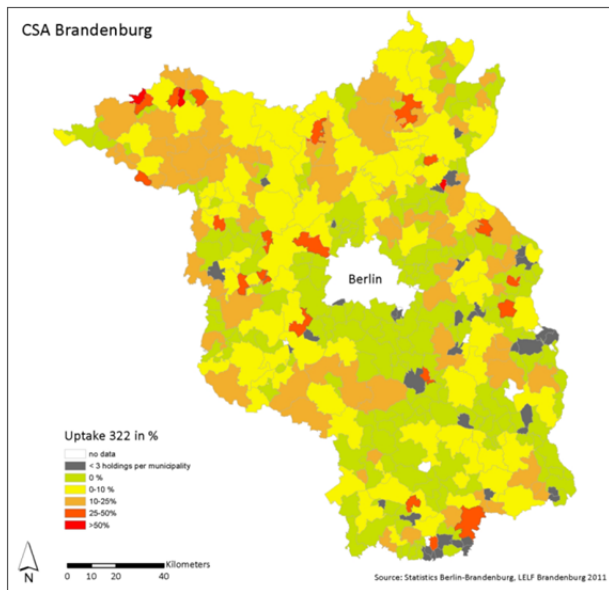 CSA Brandenburg
Berlin
Uptake 322 in %
no data
< 3 holdings per municipality
0 %
0-10 %
10-25%
25-50%
>50%
N
Kilometers
0 10 20 40
Source: Statistics Berlin-Brandenburg, LELF Brandenburg 2011